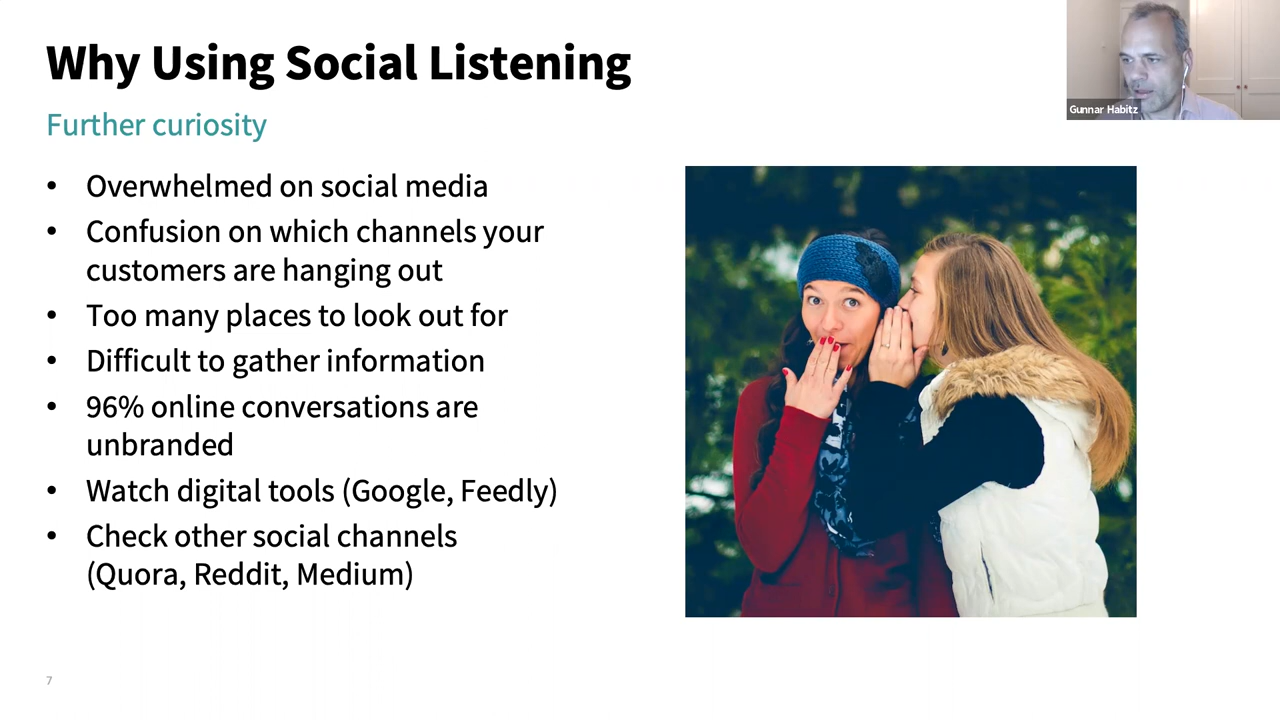 Why Using Social Listening
Gunnar Habitz
Further curiosity
• Overwhelmed on social media
• Confusion on which channels your
customers are hanging out
• Too many places to look out for
• Difficult to gather information
• 96% online conversations are
unbranded
• Watch digital tools (Google, Feedly)
• Check other social channels
(Quora, Reddit, Medium)
7